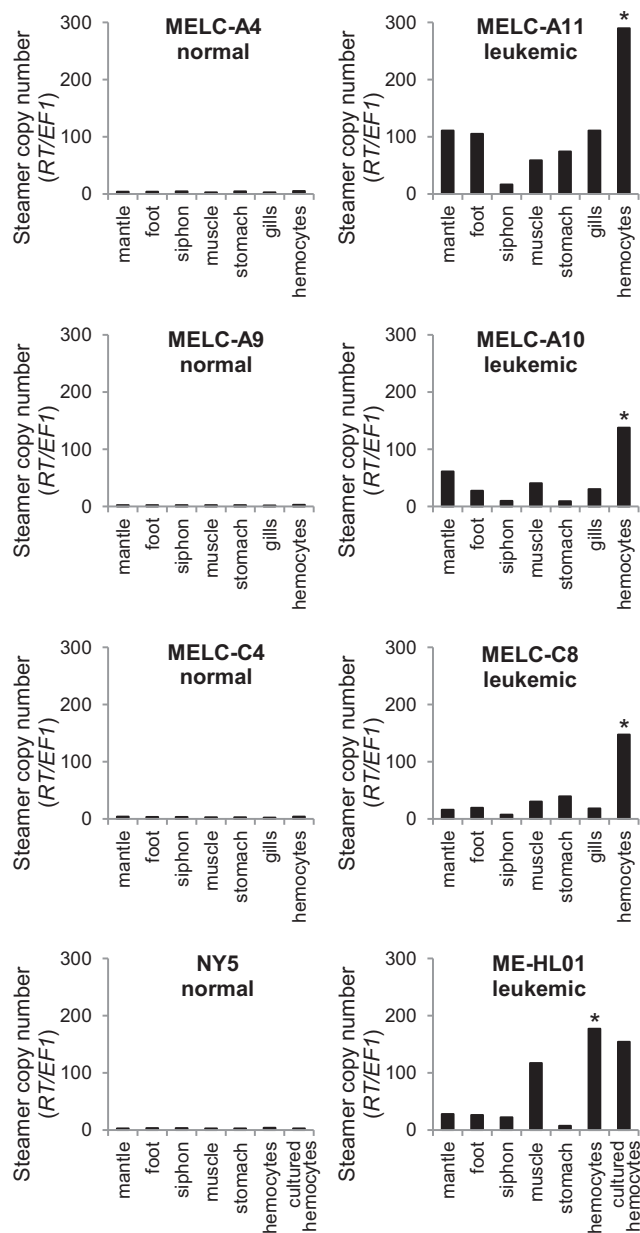 MELC-A4
normal
Steamer copy number
(RT/EF1)
300
200
100
0
mantle
foot
siphon
muscle
stomach
gills
hemocytes
MELC-A11
leukemic
*
Steamer copy number
(RT/EF1)
300
200
100
0
mantle
foot
siphon
muscle
stomach
gills
hemocytes
MELC-A9
normal
Steamer copy number
(RT/EF1)
300
200
100
0
mantle
foot
siphon
muscle
stomach
gills
hemocytes
MELC-A10
leukemic
*
Steamer copy number
(RT/EF1)
300
200
100
0
mantle
foot
siphon
muscle
stomach
gills
hemocytes
MELC-C4
normal
Steamer copy number
(RT/EF1)
300
200
100
0
mantle
foot
siphon
muscle
stomach
gills
hemocytes
MELC-C8
leukemic
*
Steamer copy number
(RT/EF1)
300
200
100
0
mantle
foot
siphon
muscle
stomach
gills
hemocytes
NY5
normal
Steamer copy number
(RT/EF1)
300
200
100
0
mantle
foot
siphon
muscle
stomach
hemocytes
cultured
hemocytes
ME-HL01
leukemic
*
Steamer copy number
(RT/EF1)
300
200
100
0
mantle
foot
siphon
muscle
stomach
hemocytes
cultured
hemocytes